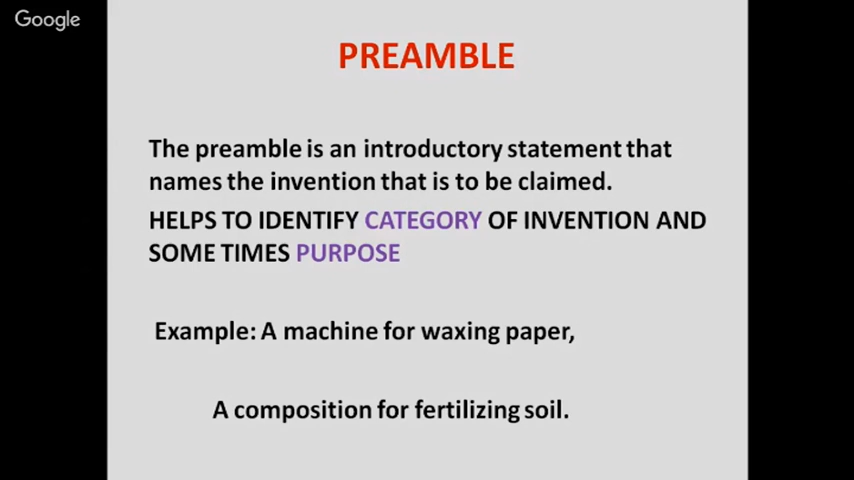 Google
PREAMBLE
The preamble is an introductory statement that
names the invention that is to be claimed.
HELPS TO IDENTIFY CATEGORY OF INVENTION AND
SOME TIMES PURPOSE
Example: A machine for waxing paper,
A composition for fertilizing soil.